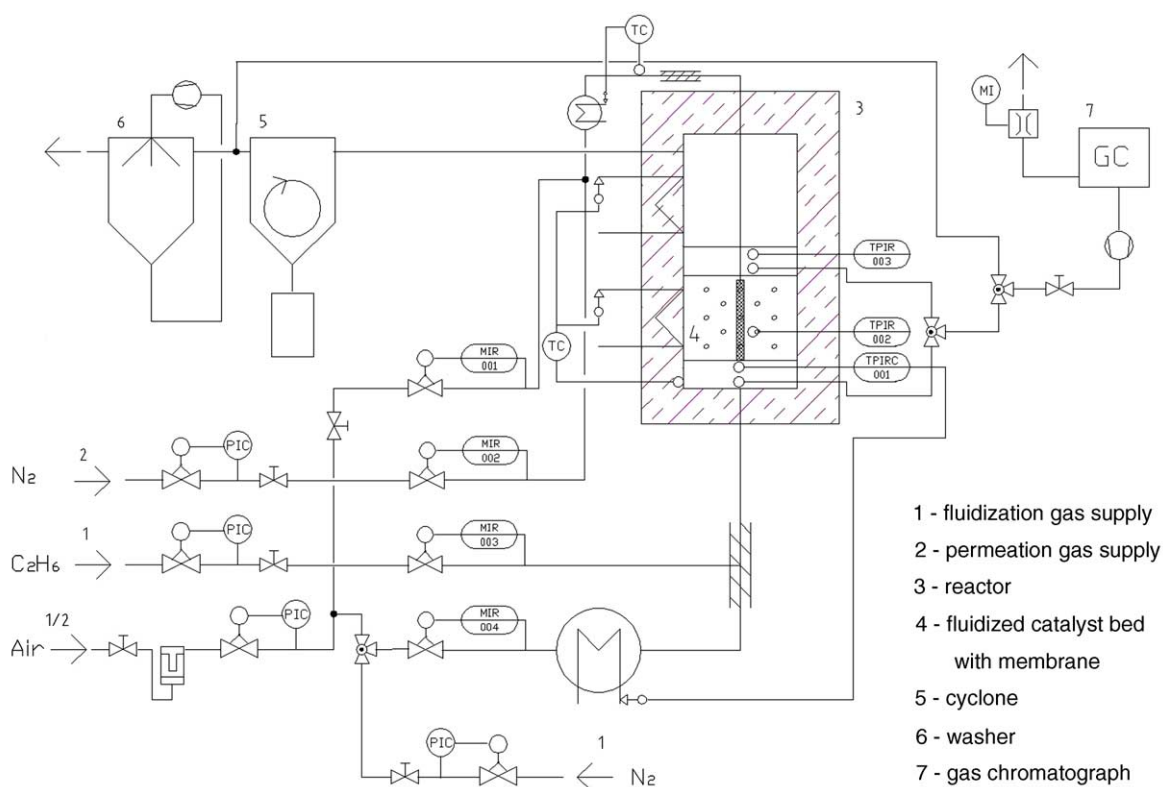 TC
MI
6
5
3
7
GC
TPIR
003
4
TPIR
002
TC
TPIRC
001
MIR
001
MIR
002
PIC
2
N2
MIR
003
PIC
1
C2H6
MIR
004
PIC
1/2
Air
PIC
1
N2
1 - fluidization gas supply
2 - permeation gas supply
3 - reactor
4 - fluidized catalyst bed
with membrane
5 - cyclone
6 - washer
7 - gas chromatograph